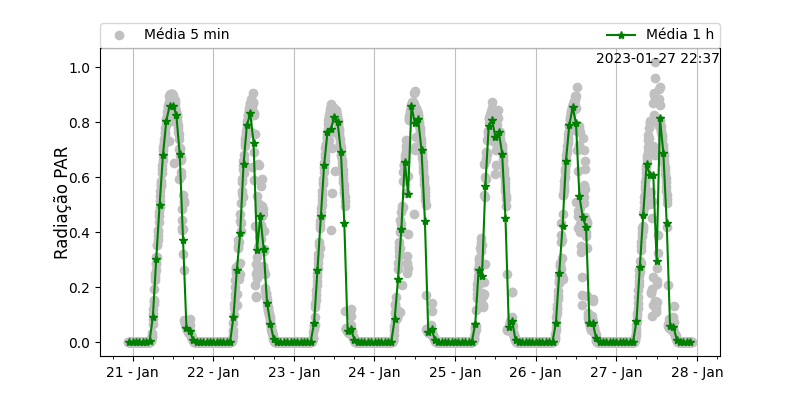 Média 5 min
Média 1 h
2023-01-27 22:37
Radiação PAR
1.0
0.8
0.6
0.4
0.2
0.0
21 - Jan
22 - Jan
23 - Jan
24 - Jan
25 - Jan
26 - Jan
27 - Jan
28 - Jan